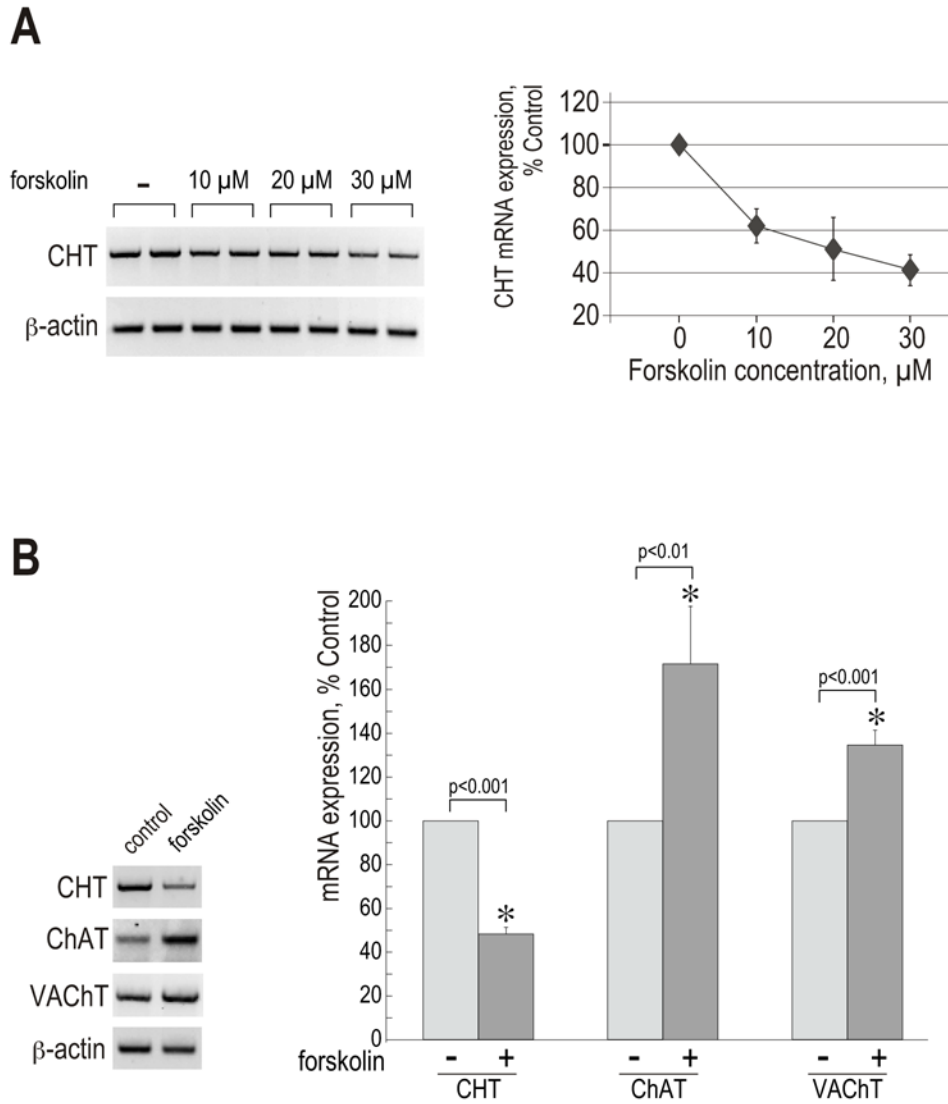 A
forskolin - 10 µM 20 µM 30 µM
CHT
β-actin
CHT mRNA expression,
% Control
120
100
80
60
40
20
0 10 20 30
Forskolin concentration, µM
B
control forskolin
CHT
ChAT
VAChT
β-actin
mRNA expression, % Control
200
180
160
140
120
100
80
60
40
20
0
p<0.001
*
p<0.01
*
p<0.001
*
forskolin - + - + - +
CHT ChAT VAChT